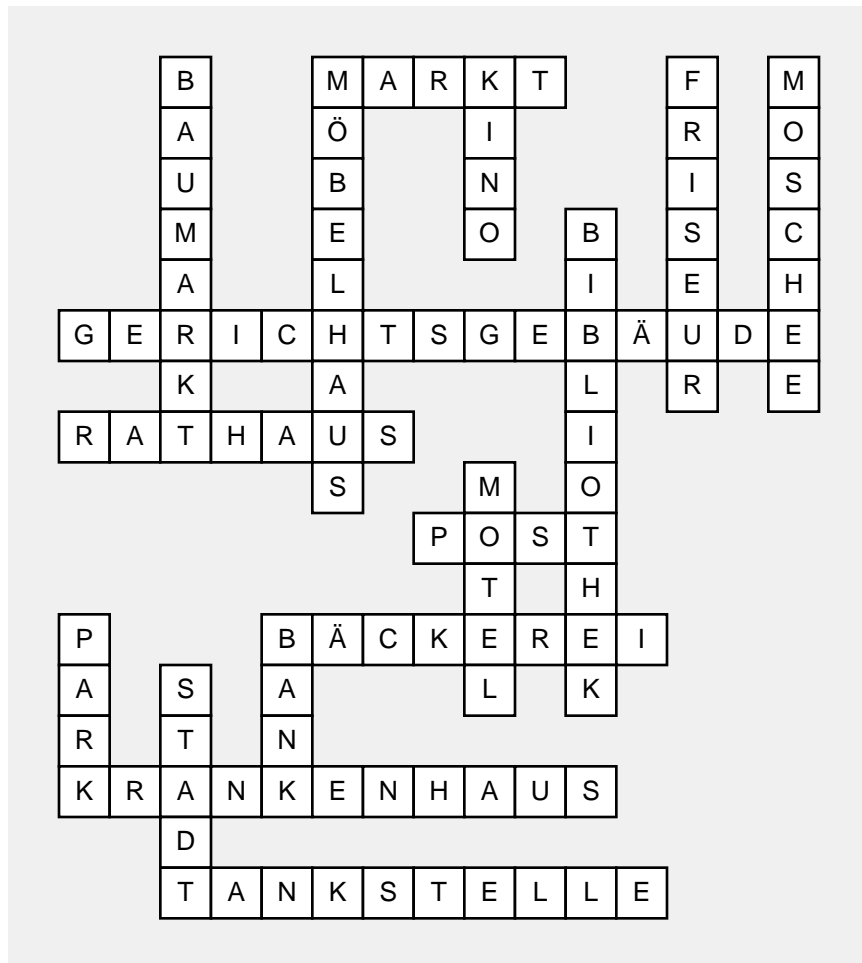 B M A R K T F M
A Ö I R O
U B N I S
M E O B S C
A L I E H
G E R I C H T S G E B Ä U D E
K A L R E
R A T H A U S I
S M O
P O S T
T H
P B Ä C K E R E I
A S A L K
R T N
K R A N K E N H A U S
D
T A N K S T E L L E